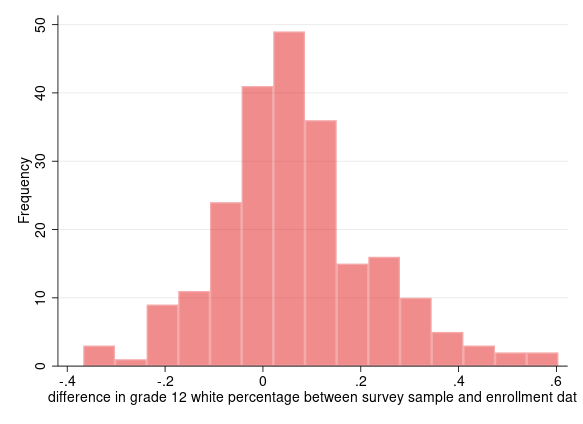 50
40
30
20
10
0
Frequency
-.4 -.2 0 .2 .4 .6
difference in grade 12 white percentage between survey sample and enrollment dat